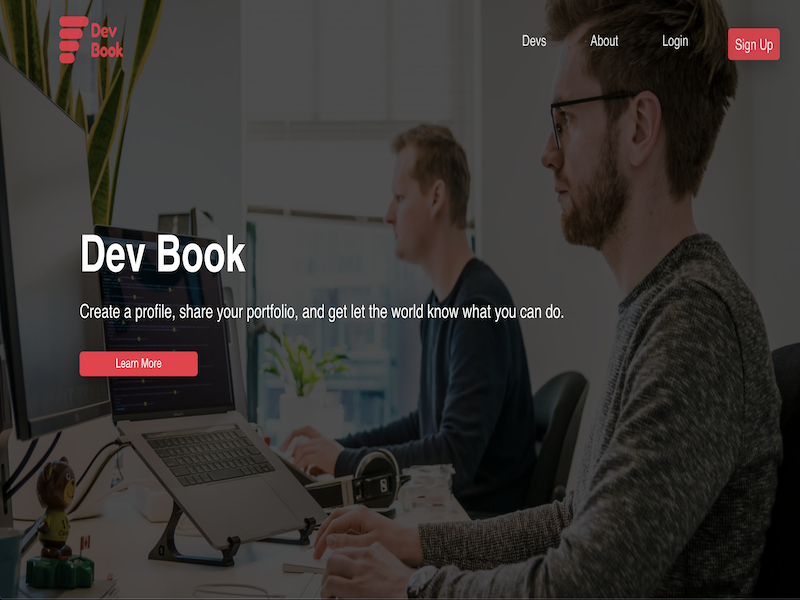 Dev
Book
Devs
About
Login
Sign Up
Dev Book
Create a profile, share your portfolio, and get let the world know what you can do.
Learn More